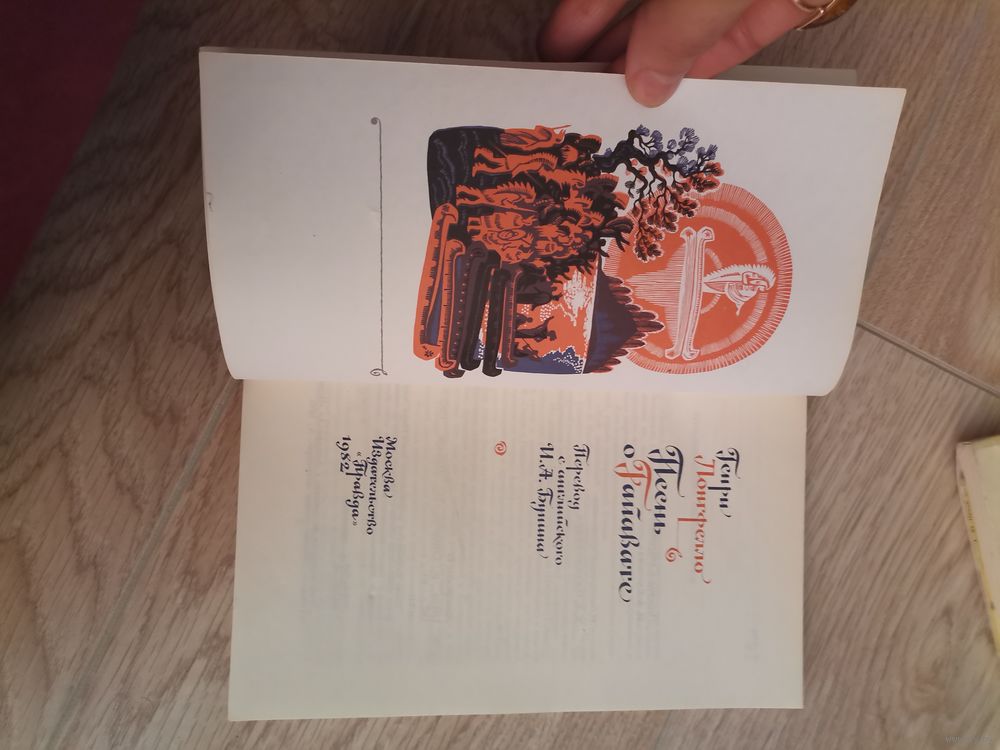 Генри
Лонгфелло
Песнь
о Гайавате
Перевод
с английского
И.А. Бунина
Москва
Издательство
«Правда»
1982